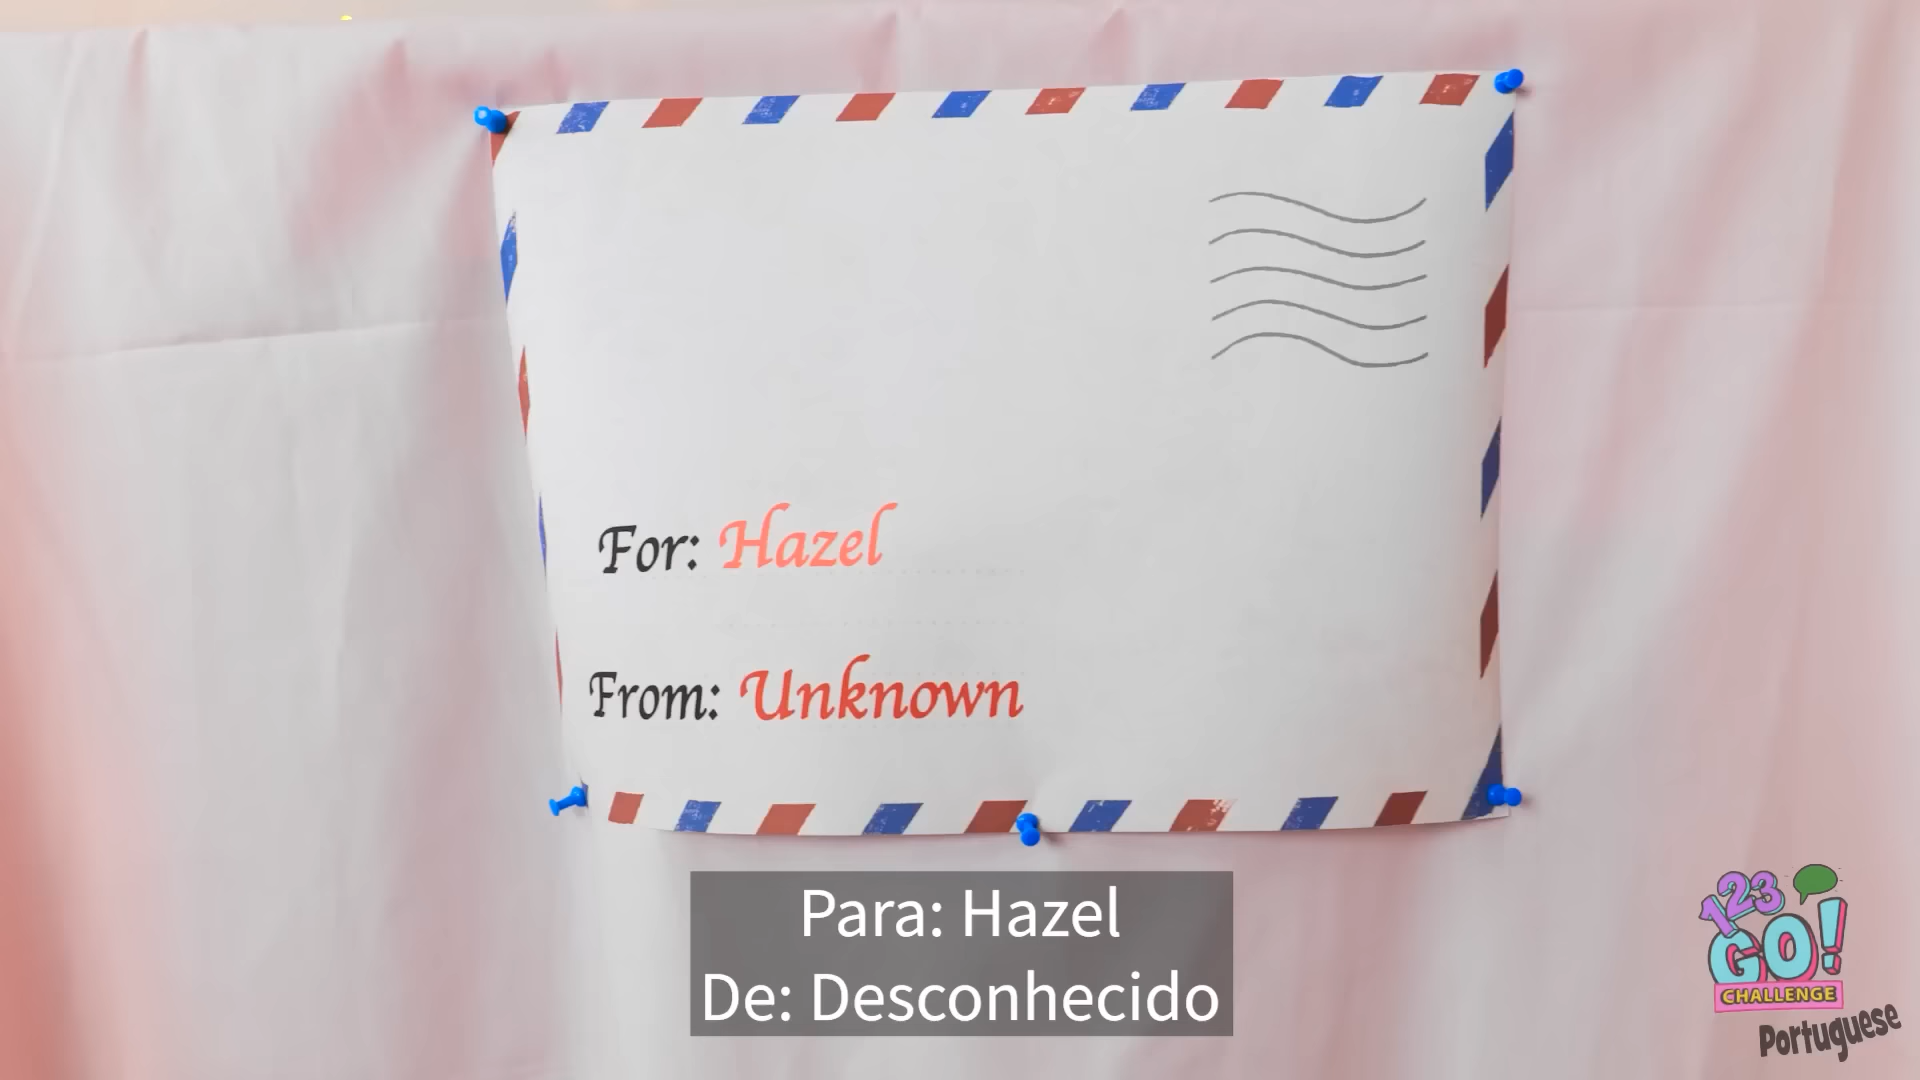 For: Hazel
From: Unknown
Para: Hazel
De: Desconhecido
123
GO!
CHALLENGE
Portuguese